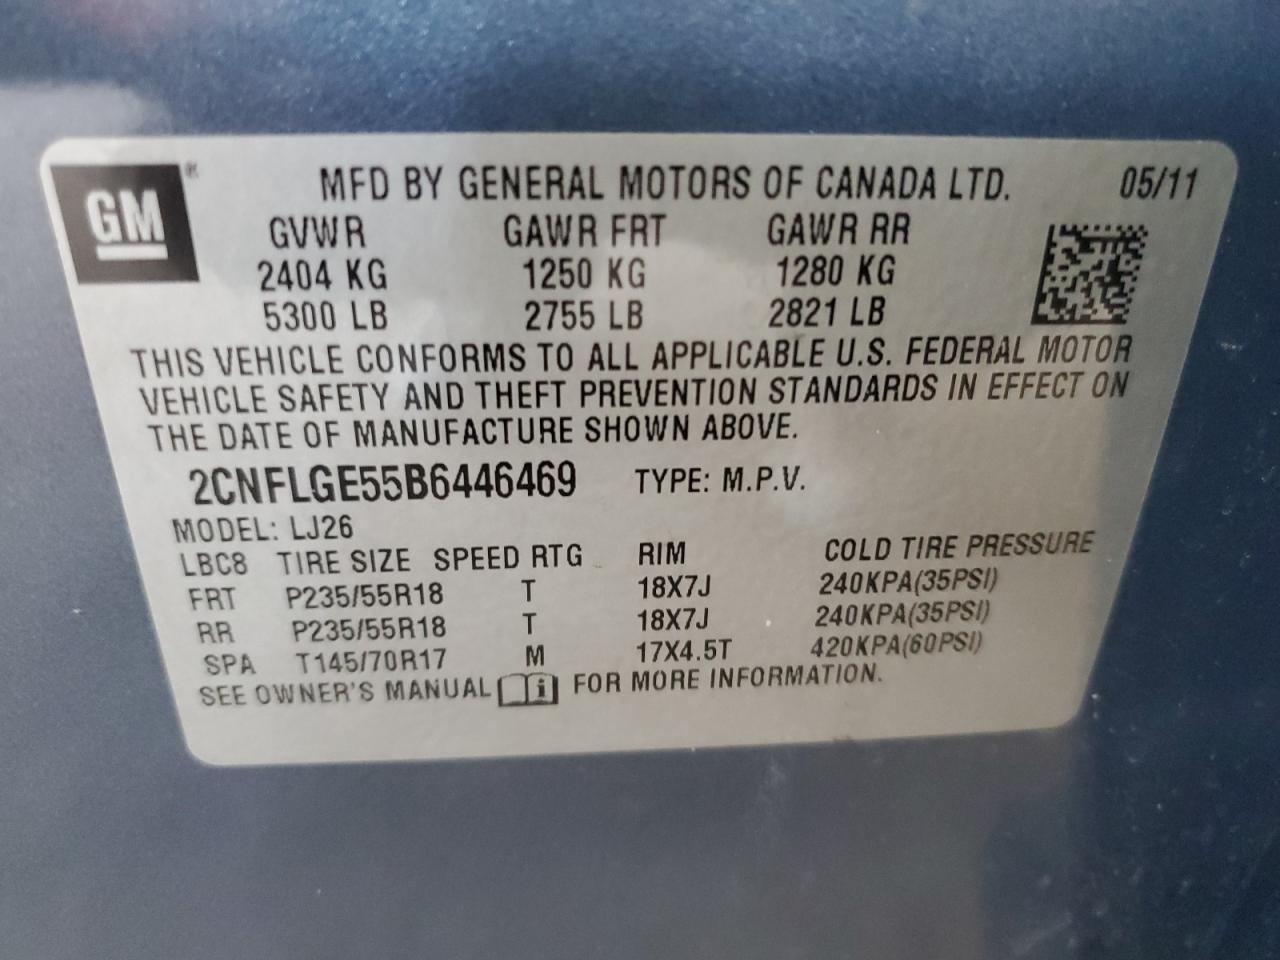 GM® MFD BY GENERAL MOTORS OF CANADA LTD. 05/11
GVWR GAWR FRT GAWR RR
2404 KG 1250 KG 1280 KG
5300 LB 2755 LB 2821 LB
THIS VEHICLE CONFORMS TO ALL APPLICABLE U.S. FEDERAL MOTOR
VEHICLE SAFETY AND THEFT PREVENTION STANDARDS IN EFFECT ON
THE DATE OF MANUFACTURE SHOWN ABOVE.
2CNFLGE55B6446469 TYPE: M.P.V.
MODEL: LJ26
LBC8 TIRE SIZE SPEED RTG RIM COLD TIRE PRESSURE
FRT P235/55R18 T 18X7J 240KPA(35PSI)
RR P235/55R18 T 18X7J 240KPA(35PSI)
SPA T145/70R17 M 17X4.5T 420KPA(60PSI)
SEE OWNER'S MANUAL i FOR MORE INFORMATION.